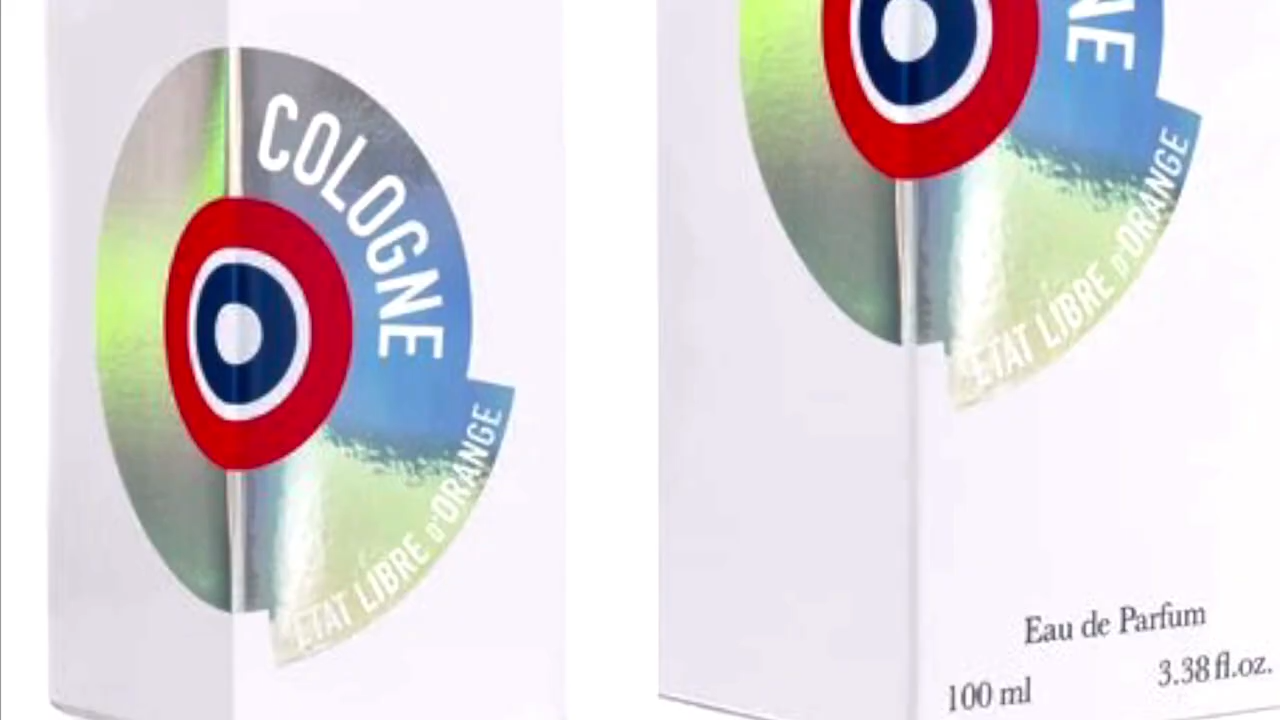 COLOGNE
ETAT LIBRE d'ORANGE
NE
ETAT LIBRE d'ORANGE
Eau de Parfum
100 ml 3.38 fl.oz.